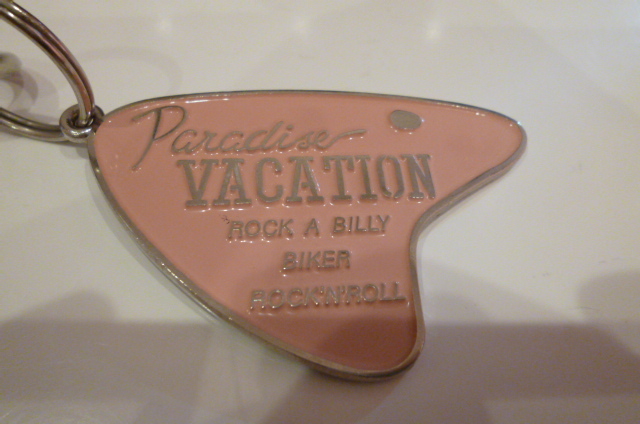 Paradise
VACATION
ROCK A BILLY
BIKER
ROCK'N'ROLL